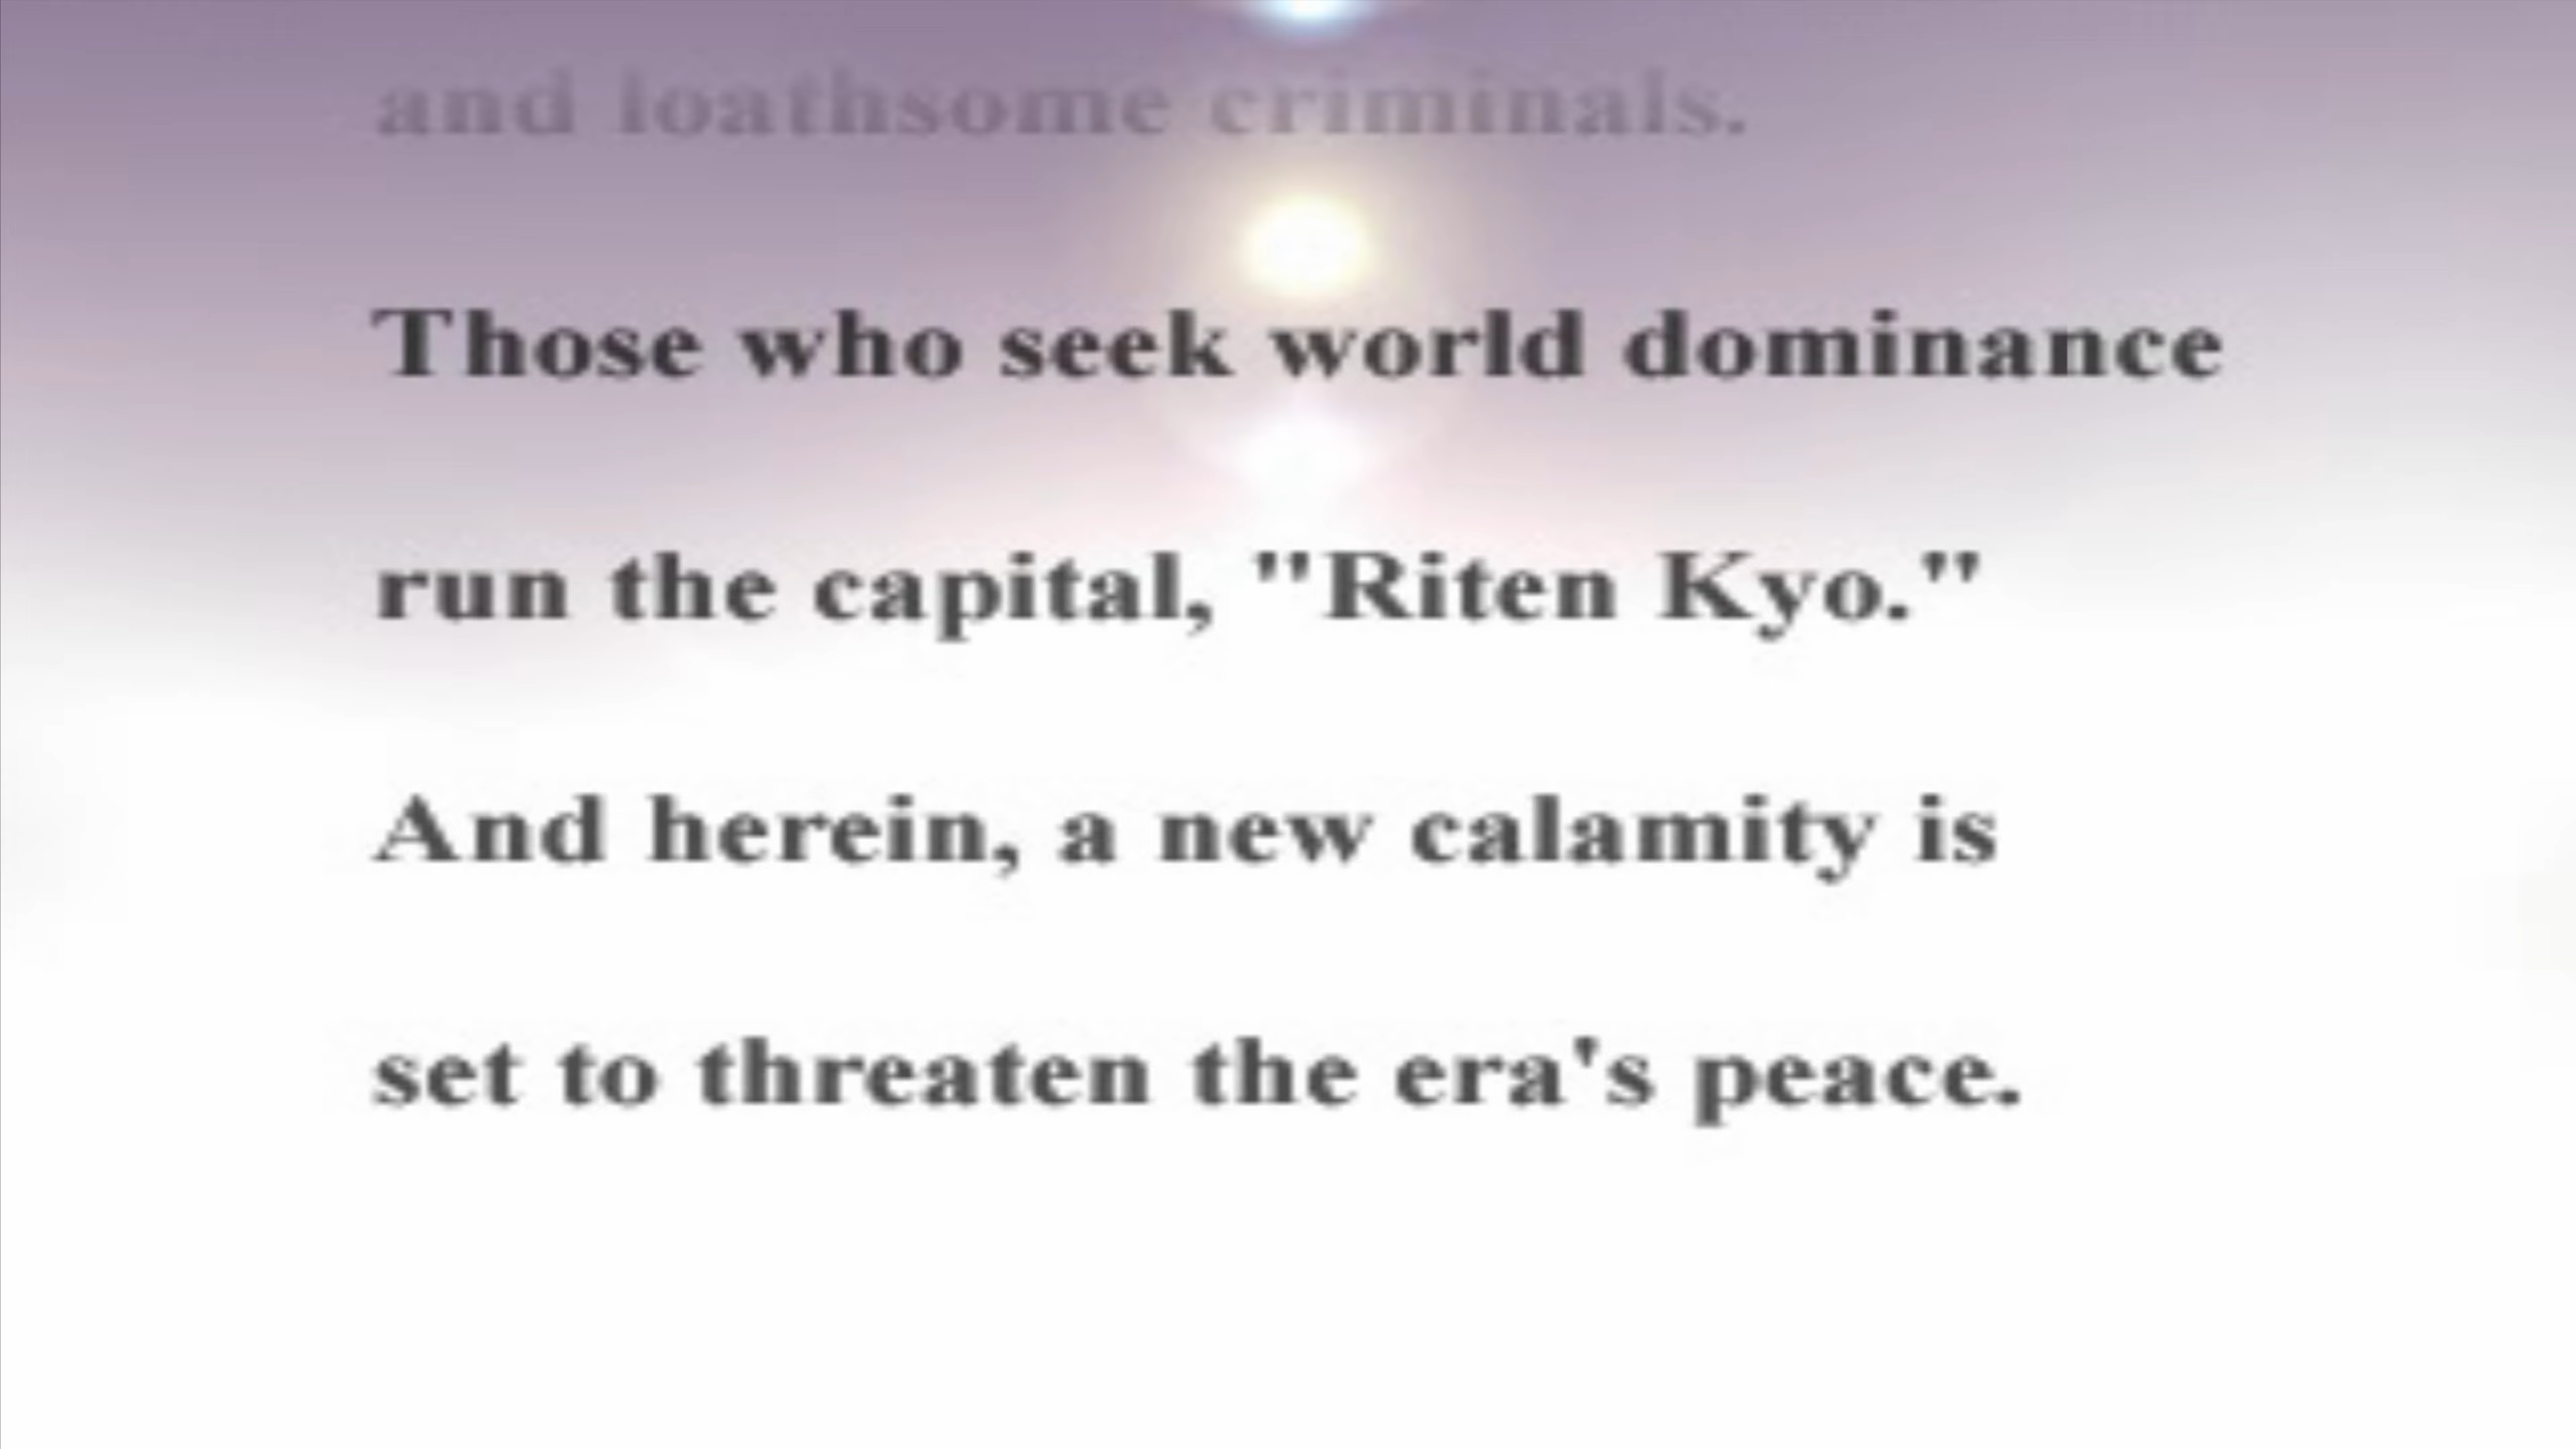 and loathsome criminals.
Those who seek world dominance
run the capital, "Riten Kyo."
And herein, a new calamity is
set to threaten the era's peace.